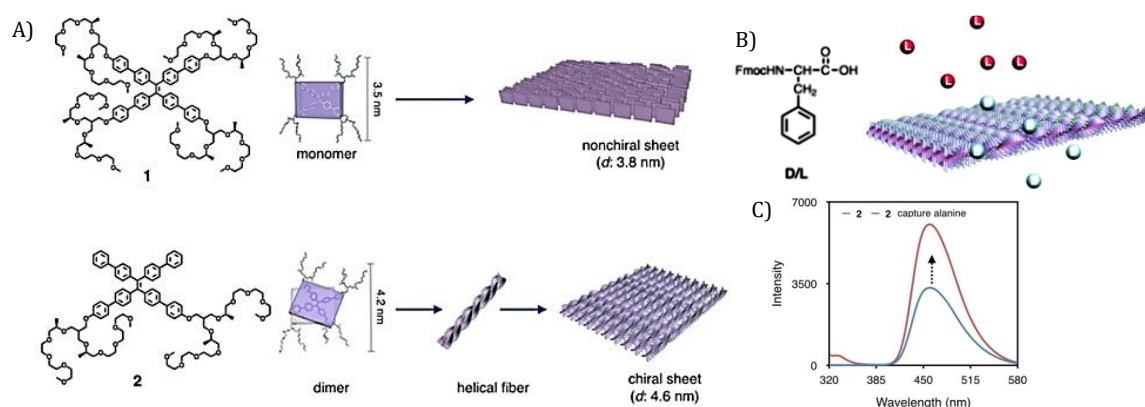 A)
1
3.5 nm
monomer
nonchiral sheet
(d: 3.8 nm)
2
4.2 nm
dimer
helical fiber
chiral sheet
(d: 4.6 nm)
B)
FmocHN-CH-C-OH
O
CH₂
D/L
L
L
L
L
L
C)
7000
3500
0
Intensity
2 2 capture alanine
320 385 450 515 580
Wavelength (nm)